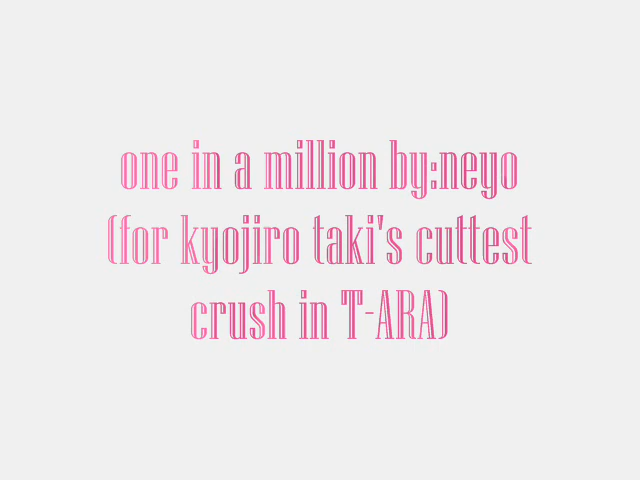 one in a million by:neyo
(for kyojiro taki's cuttest
crush in T-ARA)